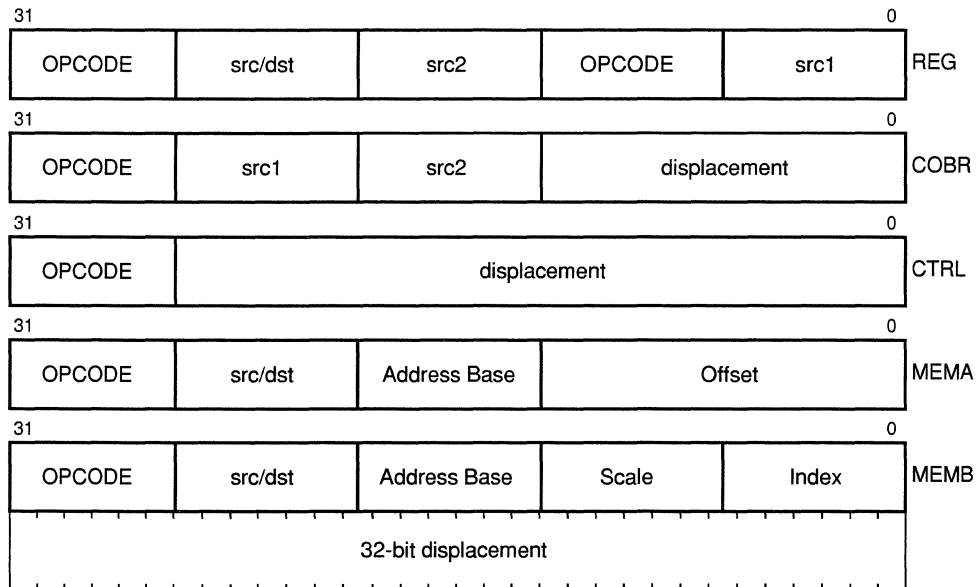 31 0
OPCODE src/dst src2 OPCODE src1 REG
31 0
OPCODE src1 src2 displacement COBR
31 0
OPCODE displacement CTRL
31 0
OPCODE src/dst Address Base Offset MEMA
31 0
OPCODE src/dst Address Base Scale Index MEMB
32-bit displacement